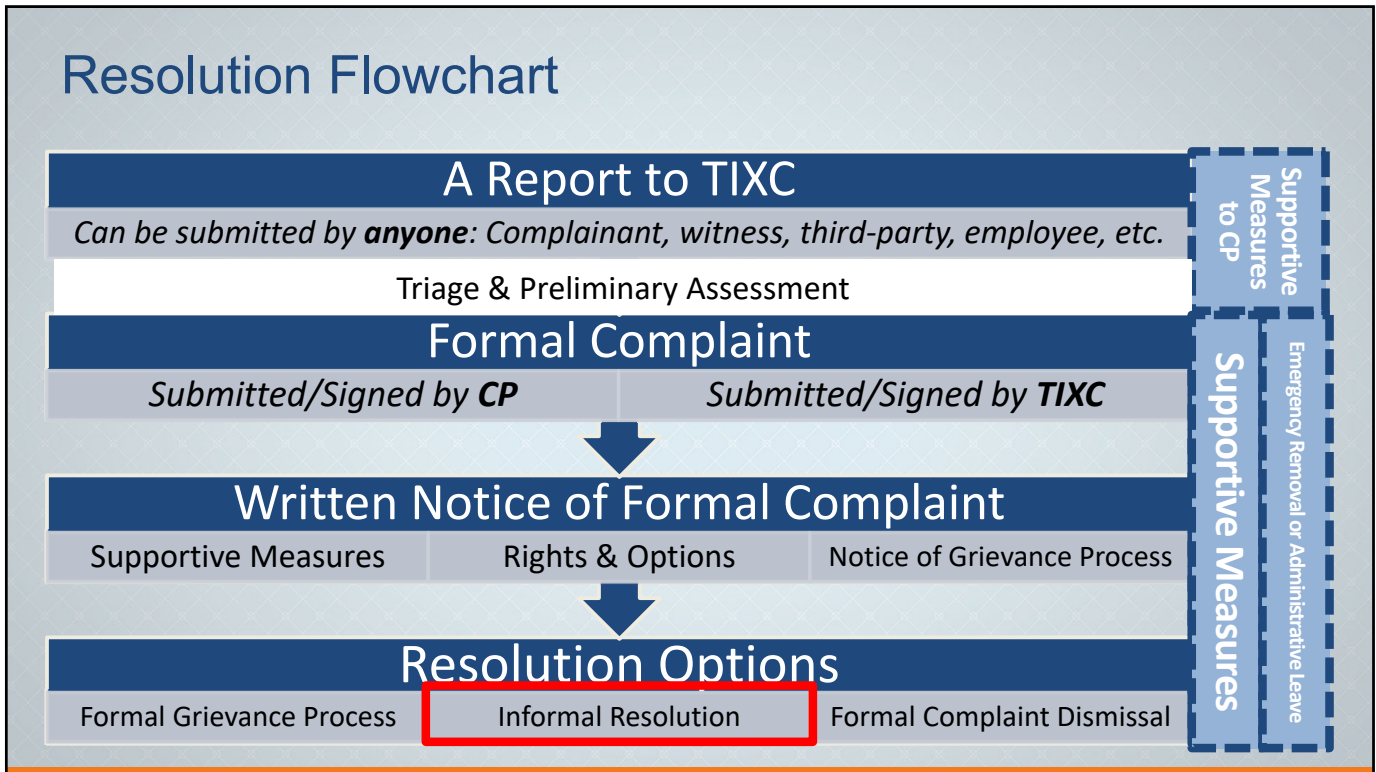 Resolution Flowchart
A Report to TIXC
Can be submitted by anyone: Complainant, witness, third-party, employee, etc.
Triage & Preliminary Assessment
Formal Complaint
Submitted/Signed by CP
Submitted/Signed by TIXC
Written Notice of Formal Complaint
Supportive Measures
Rights & Options
Notice of Grievance Process
Resolution Options
Formal Grievance Process
Informal Resolution
Formal Complaint Dismissal
Supportive
Measures
to CP
Supportive Measures
Emergency Removal or Administrative Leave